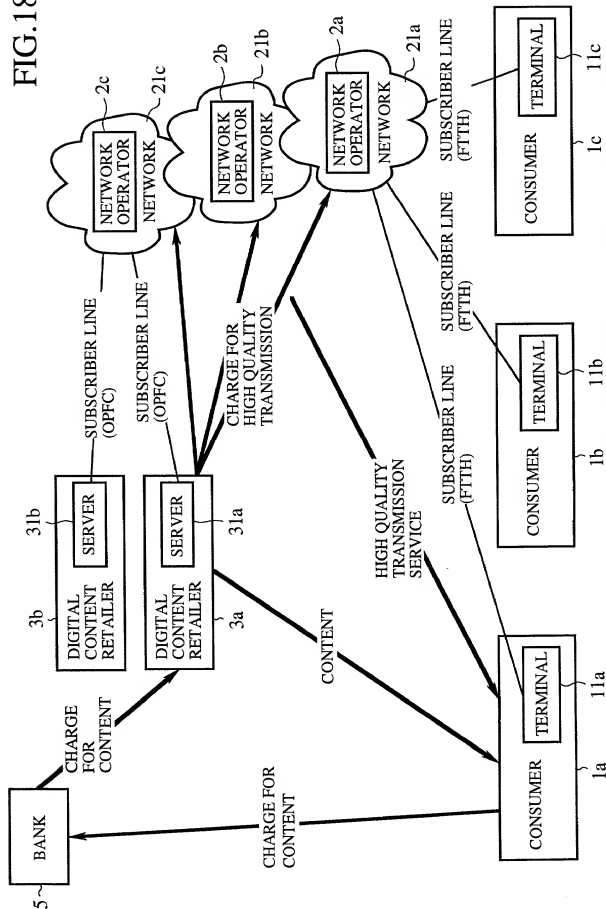 FIG.18
2c
21c
NETWORK
OPERATOR
NETWORK
2b
21b
NETWORK
OPERATOR
NETWORK
2a
21a
NETWORK
OPERATOR
NETWORK
SUBSCRIBER LINE
(OPFC)
SUBSCRIBER LINE
(OPFC)
CHARGE FOR
HIGH QUALITY
TRANSMISSION
SUBSCRIBER LINE
(FTTH)
SUBSCRIBER LINE
(FTTH)
SUBSCRIBER LINE
(FTTH)
3b
31b
DIGITAL
CONTENT
RETAILER
SERVER
DIGITAL
CONTENT
RETAILER
SERVER
3a
31a
HIGH QUALITY
TRANSMISSION
SERVICE
CONTENT
CHARGE
FOR
CONTENT
BANK
5
CHARGE FOR
CONTENT
CONSUMER
TERMINAL
1a
11a
CONSUMER
TERMINAL
1b
11b
CONSUMER
TERMINAL
1c
11c